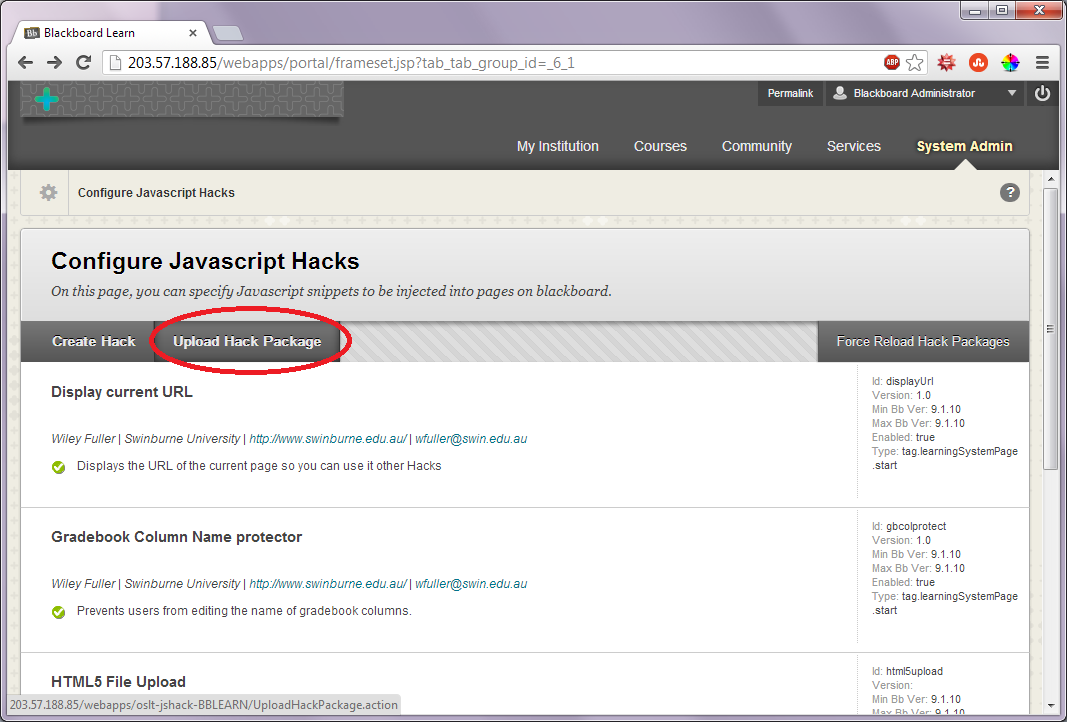 Bb Blackboard Learn
203.57.188.85/webapps/portal/frameset.jsp?tab_tab_group_id=_6_1
ABP
Permalink
Blackboard Administrator
My Institution
Courses
Community
Services
System Admin
Configure Javascript Hacks
?
Configure Javascript Hacks
On this page, you can specify Javascript snippets to be injected into pages on blackboard.
Create Hack
Upload Hack Package
Force Reload Hack Packages
Display current URL
Wiley Fuller | Swinburne University | http://www.swinburne.edu.au/ | wfuller@swin.edu.au
Displays the URL of the current page so you can use it other Hacks
Id: displayUrl
Version: 1.0
Min Bb Ver: 9.1.10
Max Bb Ver: 9.1.10
Enabled: true
Type: tag.learningSystemPage
.start
Gradebook Column Name protector
Wiley Fuller | Swinburne University | http://www.swinburne.edu.au/ | wfuller@swin.edu.au
Prevents users from editing the name of gradebook columns.
Id: gbcolprotect
Version: 1.0
Min Bb Ver: 9.1.10
Max Bb Ver: 9.1.10
Enabled: true
Type: tag.learningSystemPage
.start
HTML5 File Upload
Id: html5upload
Version:
Min Bb Ver: 9.1.10
Max Bb Ver: 9.1.10
203.57.188.85/webapps/oslt-jshack-BBLEARN/UploadHackPackage.action